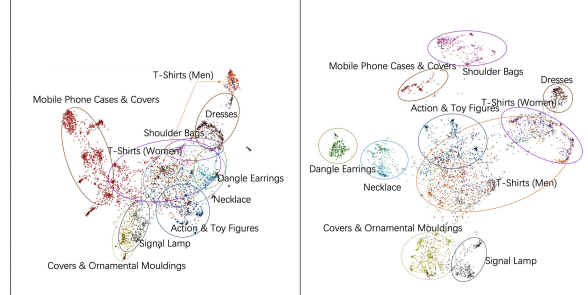 T-Shirts (Men)
Mobile Phone Cases & Covers
Dresses
Shoulder Bags
T-Shirts (Women)
Dangle Earrings
Necklace
Action & Toy Figures
Signal Lamp
Covers & Ornamental Mouldings
Mobile Phone Cases & Covers
Shoulder Bags
Dresses
Action & Toy Figures
T-Shirts (Women)
Dangle Earrings
Necklace
T-Shirts (Men)
Covers & Ornamental Mouldings
Signal Lamp